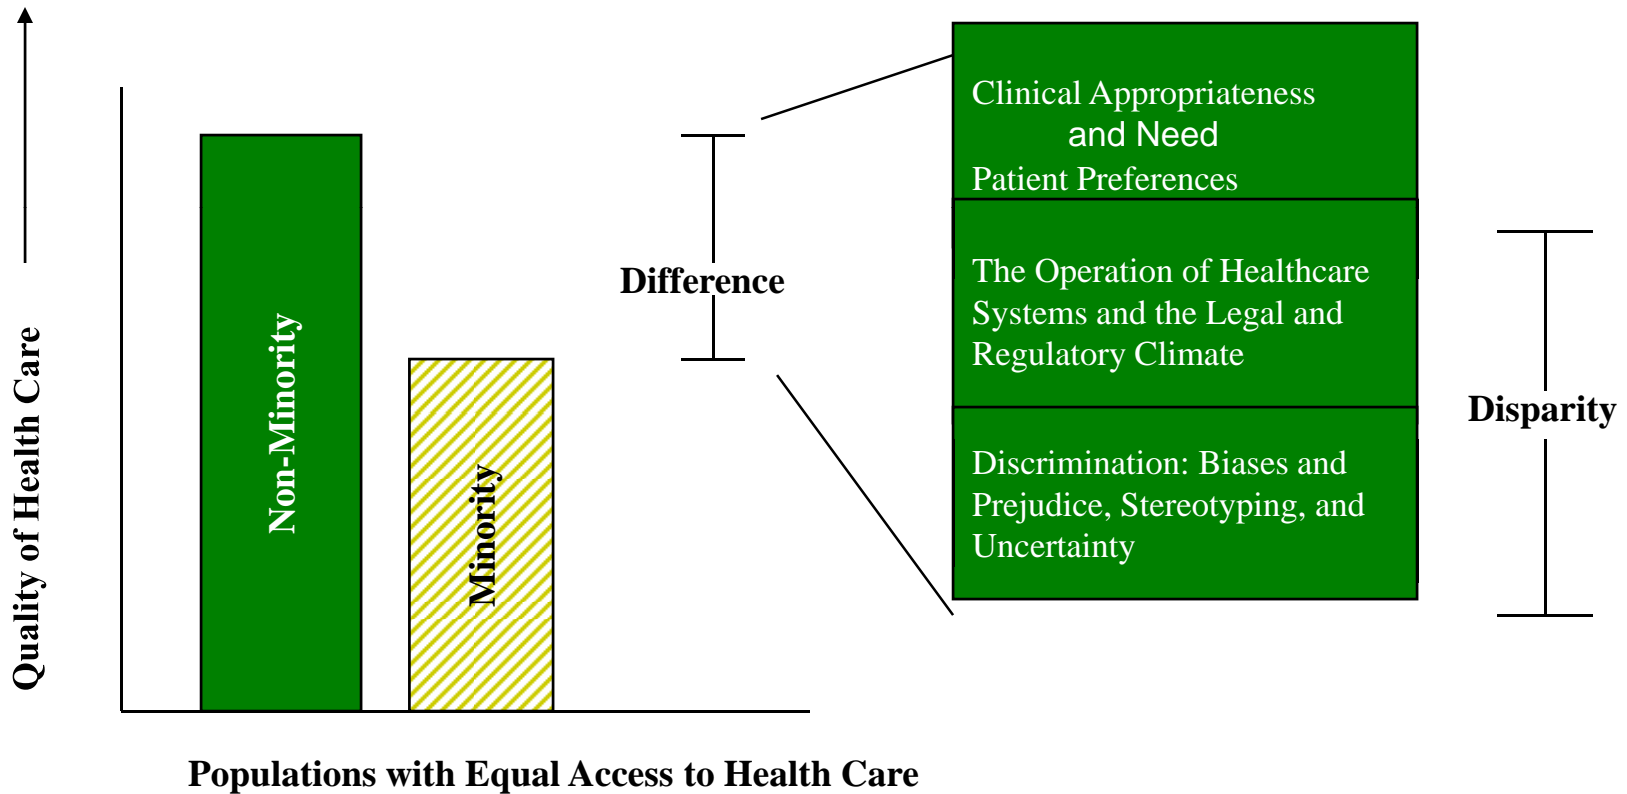 Quality of Health Care
Non-Minority
Minority
Difference
Clinical Appropriateness
and Need
Patient Preferences
The Operation of Healthcare
Systems and the Legal and
Regulatory Climate
Discrimination: Biases and
Prejudice, Stereotyping, and
Uncertainty
Disparity
Populations with Equal Access to Health Care